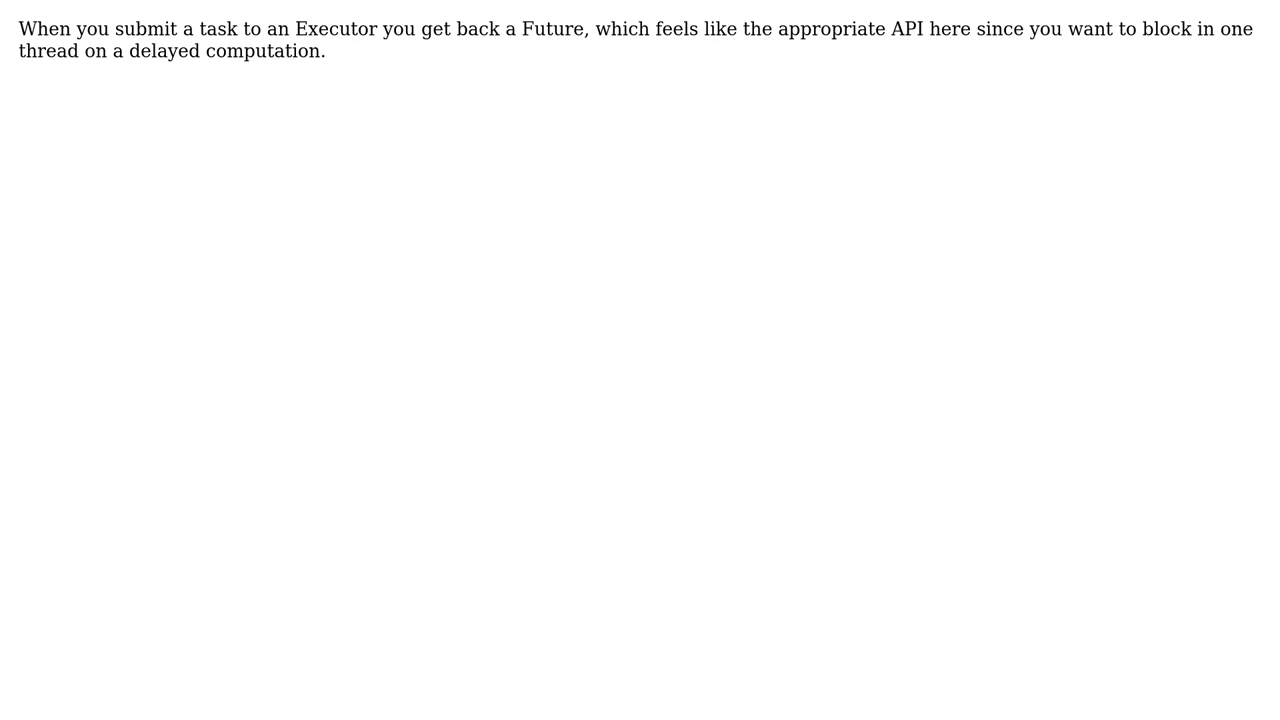 When you submit a task to an Executor you get back a Future, which feels like the appropriate API here since you want to block in one
thread on a delayed computation.